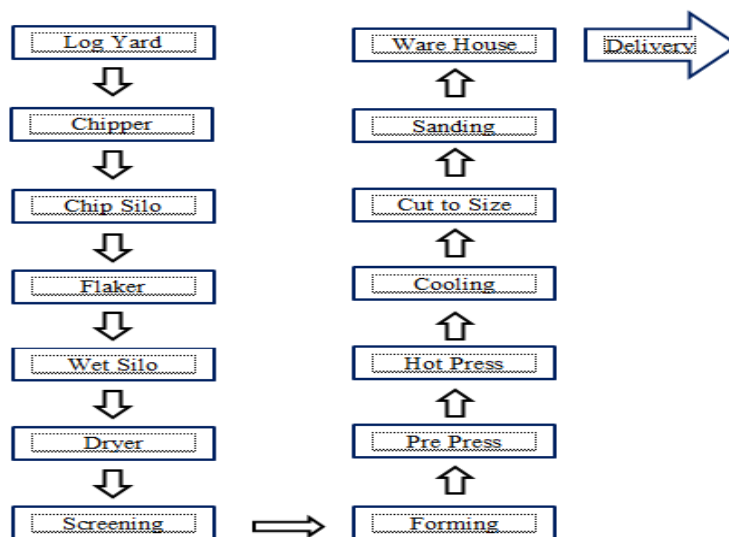 Log Yard
Chipper
Chip Silo
Flaker
Wet Silo
Dryer
Screening
Forming
Pre Press
Hot Press
Cooling
Cut to Size
Sanding
Ware House
Delivery